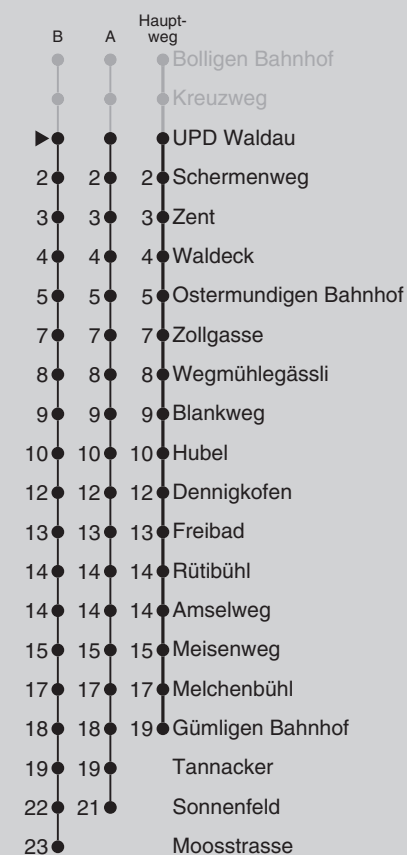 B A Haupt-
weg
Bolligen Bahnhof
Kreuzweg
UPD Waldau
2 2 2 Schermenweg
3 3 3 Zent
4 4 4 Waldeck
5 5 5 Ostermundigen Bahnhof
7 7 7 Zollgasse
8 8 8 Wegmühlegässli
9 9 9 Blankweg
10 10 10 Hubel
12 12 12 Dennigkofen
13 13 13 Freibad
14 14 14 Rütibühl
14 14 14 Amselweg
15 15 15 Meisenweg
17 17 17 Melchenbühl
18 18 19 Gümligen Bahnhof
19 19 Tannacker
22 21 Sonnenfeld
23 Moosstrasse